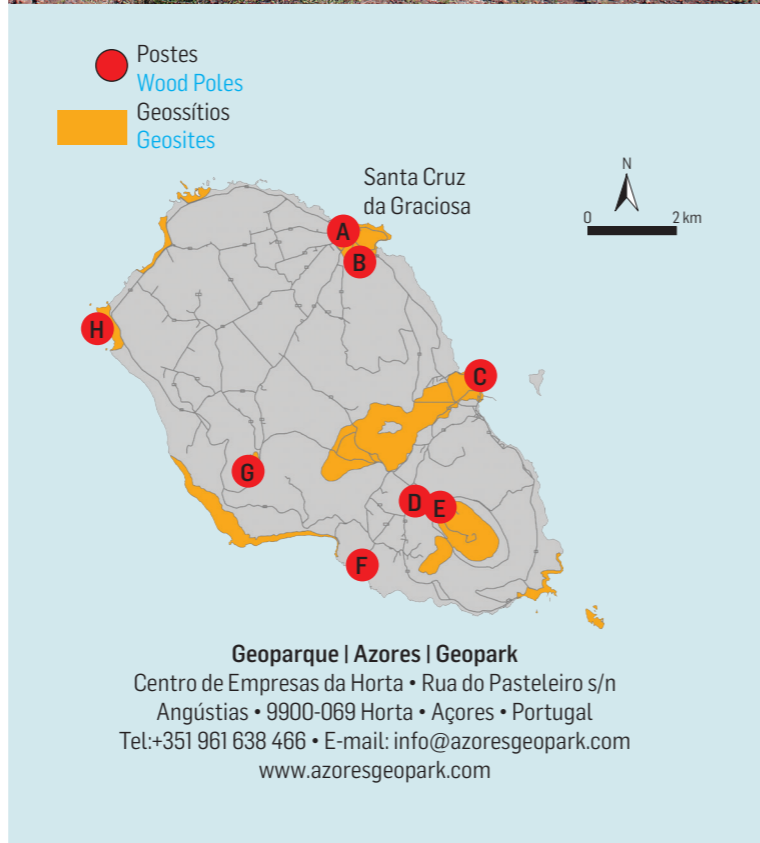 Postes
Wood Poles
Geossítios
Geosites
Santa Cruz
da Graciosa
N
0 2 km
A
B
H
C
G
D
E
F
Geoparque | Azores | Geopark
Centro de Empresas da Horta • Rua do Pasteleiro s/n
Angústias • 9900-069 Horta • Açores • Portugal
Tel:+351 961 638 466 • E-mail: info@azoresgeopark.com
www.azoresgeopark.com